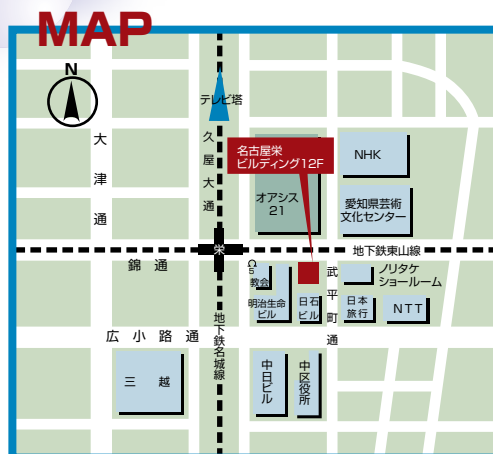 MAP
N
テレビ塔
大津通
久屋大通
名古屋栄
ビルディング12F
NHK
オアシス
21
愛知県芸術
文化センター
栄
地下鉄東山線
錦通
教会
武平町通
ノリタケ
ショールーム
明治生命
ビル
日石
ビル
日本
旅行
NTT
広小路通
地下鉄名城線
三越
中日ビル
中区役所